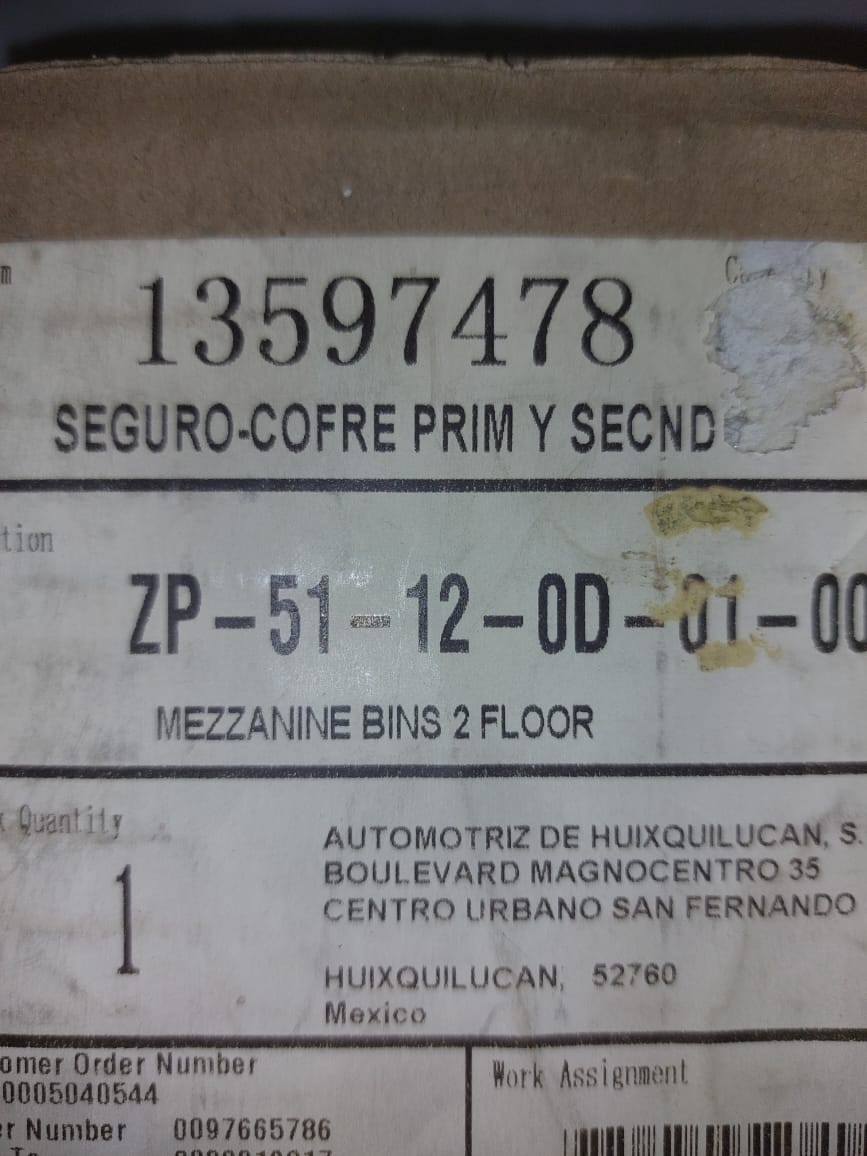 m
13597478
SEGURO-COFRE PRIM Y SECND
tion
ZP-51-12-0D-01-00
MEZZANINE BINS 2 FLOOR
k Quantity
1
AUTOMOTRIZ DE HUIXQUILUCAN, S.
BOULEVARD MAGNOCENTRO 35
CENTRO URBANO SAN FERNANDO
HUIXQUILUCAN, 52760
Mexico
omer Order Number
0005040544
er Number 0097665786
Work Assignment